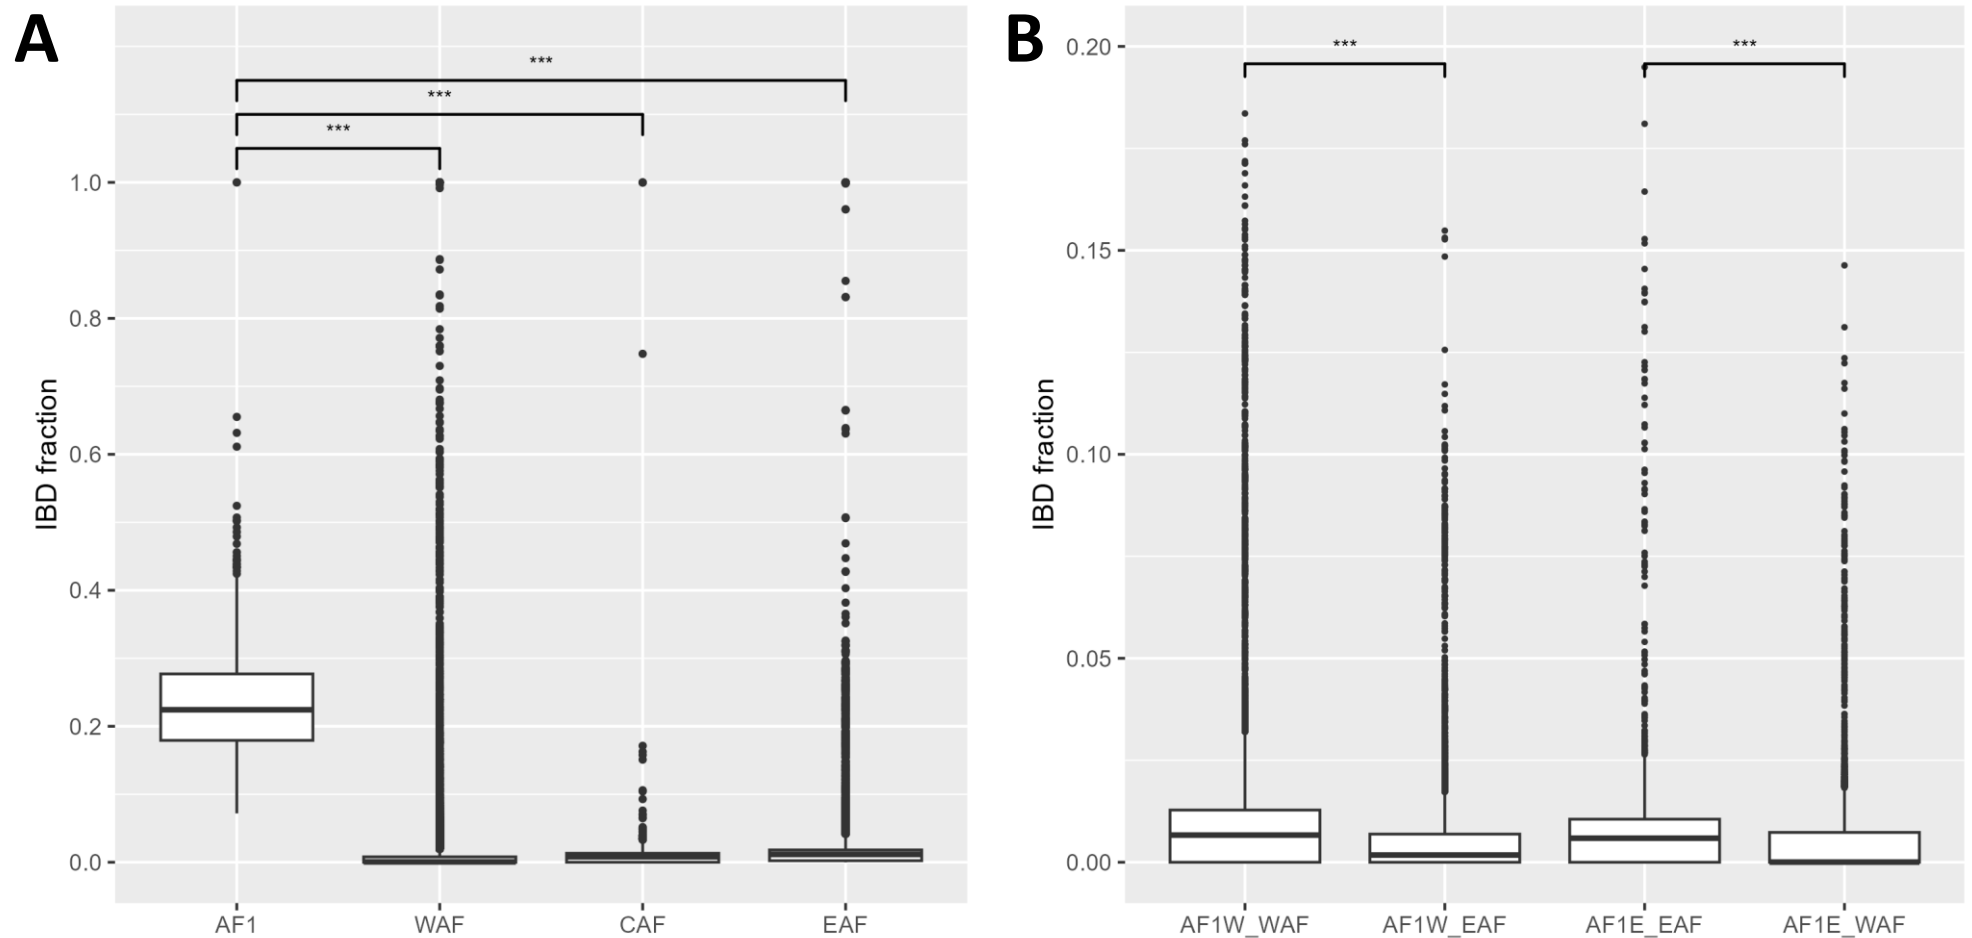 A
***
***
***
1.0
0.8
0.6
0.4
0.2
0.0
IBD fraction
AF1 WAF CAF EAF
B
*** ***
0.20
0.15
0.10
0.05
0.00
IBD fraction
AF1W_WAF AF1W_EAF AF1E_EAF AF1E_WAF